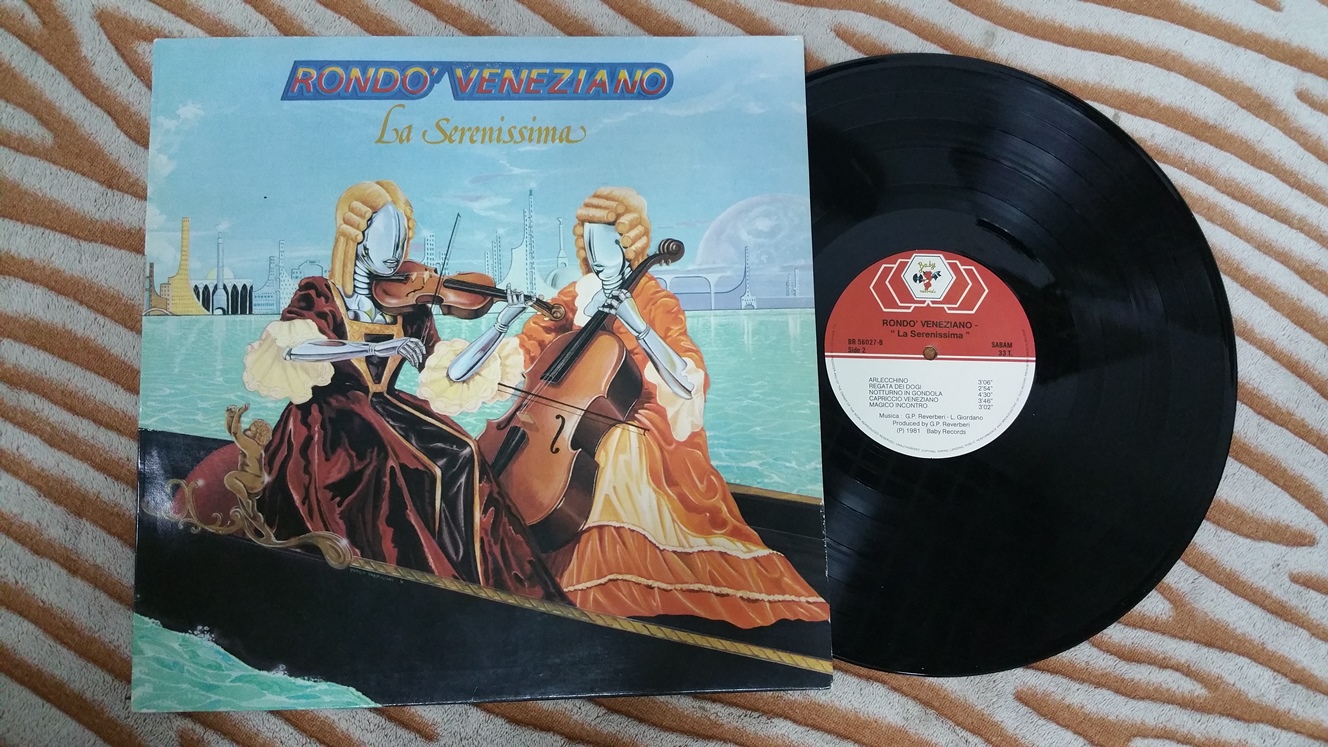 RONDO' VENEZIANO
La Serenissima
Baby
RECORDS
RONDO' VENEZIANO -
" La Serenissima "
BR 56027-B
Side 2
SABAM
33 T.
ARLECCHINO 3'06"
REGATA DEI DOGI 2'54"
NOTTURNO IN GONDOLA 4'30"
CAPRICCIO VENEZIANO 3'46"
MAGICO INCONTRO 3'02"
Musica : G.P. Reverberi - L. Giordano
Produced by G.P. Reverberi
(P) 1981 Baby Records